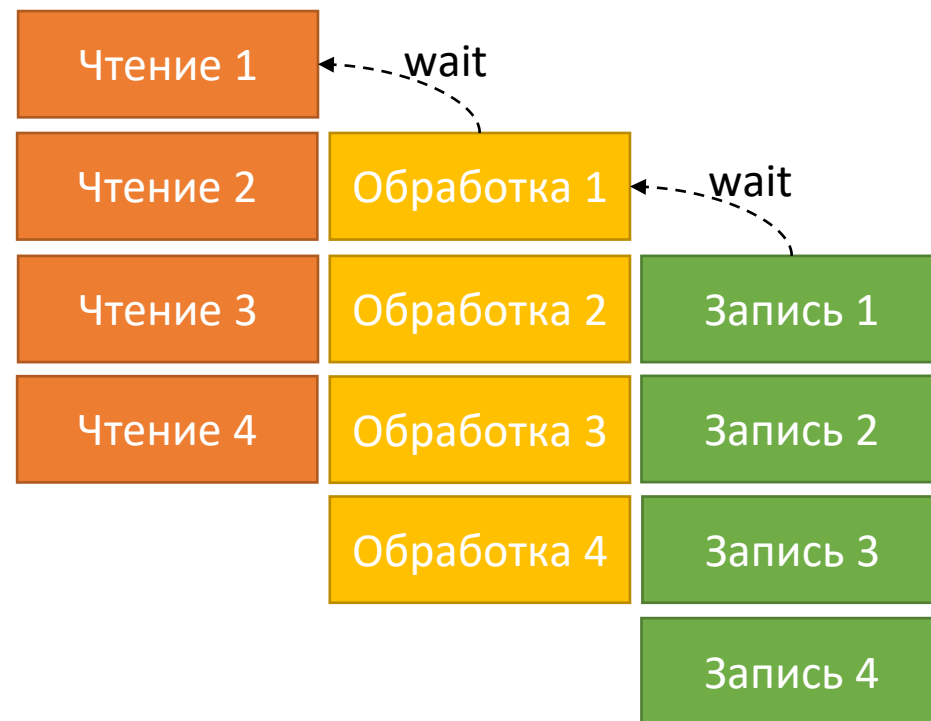 Чтение 1
wait
Чтение 2
Обработка 1
wait
Чтение 3
Обработка 2
Запись 1
Чтение 4
Обработка 3
Запись 2
Обработка 4
Запись 3
Запись 4